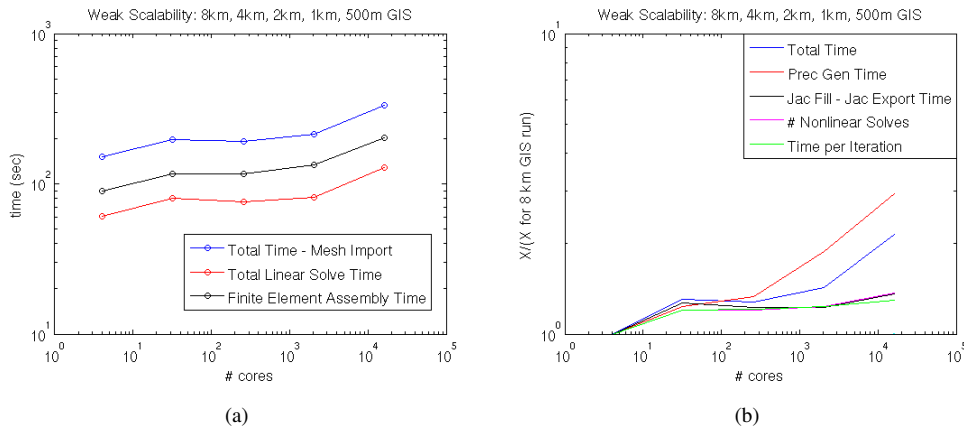 Weak Scalability: 8km, 4km, 2km, 1km, 500m GIS
10^3
10^2
10^1
time (sec)
Total Time - Mesh Import
Total Linear Solve Time
Finite Element Assembly Time
10^0 10^1 10^2 10^3 10^4 10^5
# cores
(a)
Weak Scalability: 8km, 4km, 2km, 1km, 500m GIS
10^1
10^0
X/(X for 8 km GIS run)
Total Time
Prec Gen Time
Jac Fill - Jac Export Time
# Nonlinear Solves
Time per Iteration
10^0 10^1 10^2 10^3 10^4 10^5
# cores
(b)